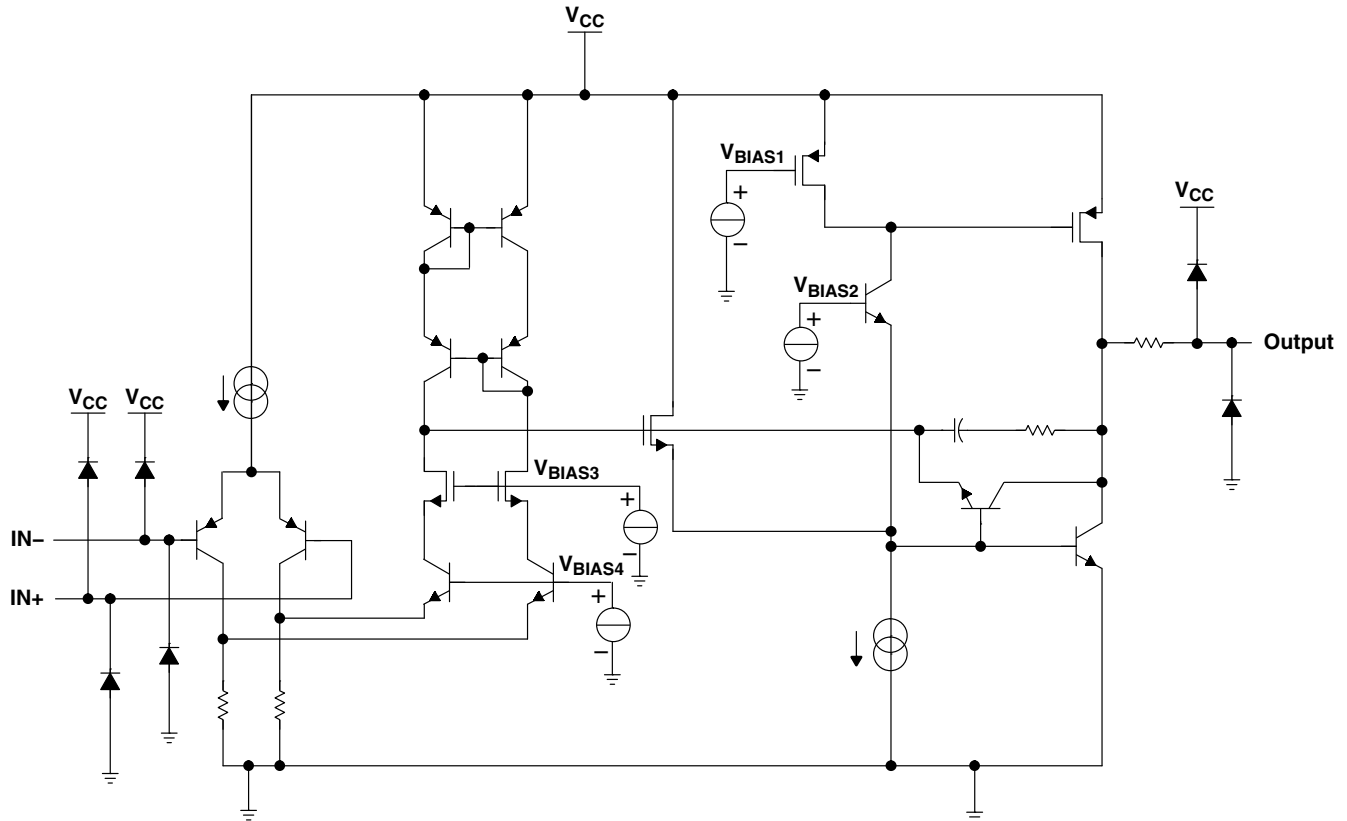 VCC
VBIAS1
+
−
VCC
VBIAS2
+
−
Output
VCC
VCC
VBIAS3
+
−
IN−
VBIAS4
IN+
+
−